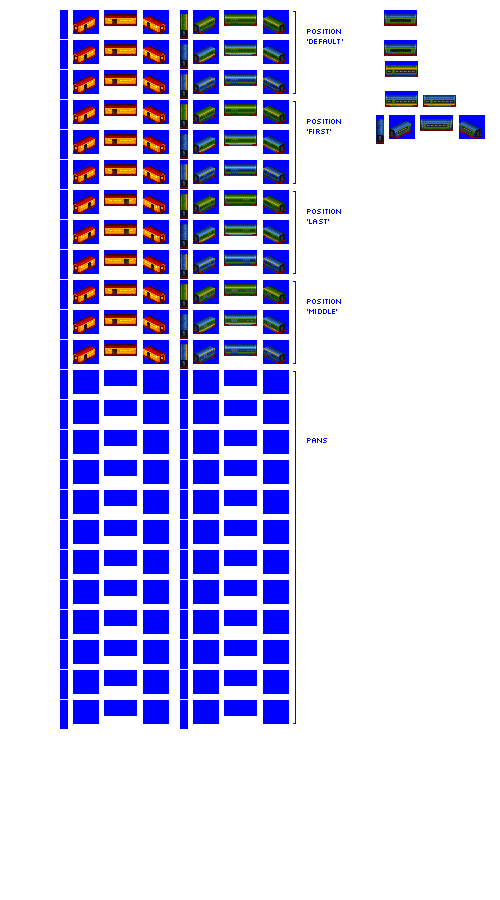 POSITION
'DEFAULT'
POSITION
'FIRST'
POSITION
'LAST'
POSITION
'MIDDLE'
PANS